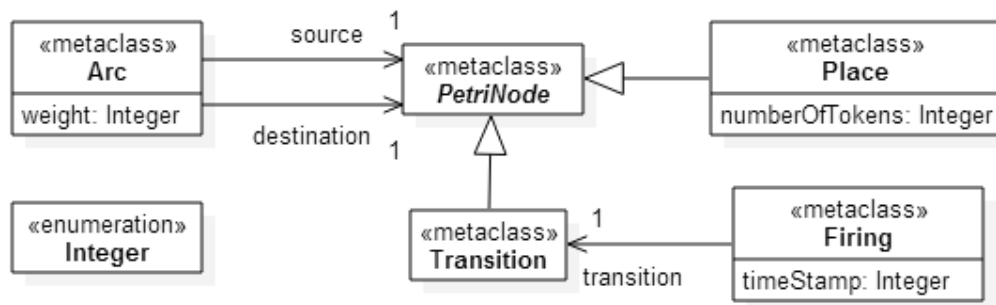 «metaclass»
Arc
weight: Integer
source
1
destination
1
«metaclass»
PetriNode
«metaclass»
Place
numberOfTokens: Integer
«enumeration»
Integer
«metaclass»
Transition
1
transition
«metaclass»
Firing
timeStamp: Integer